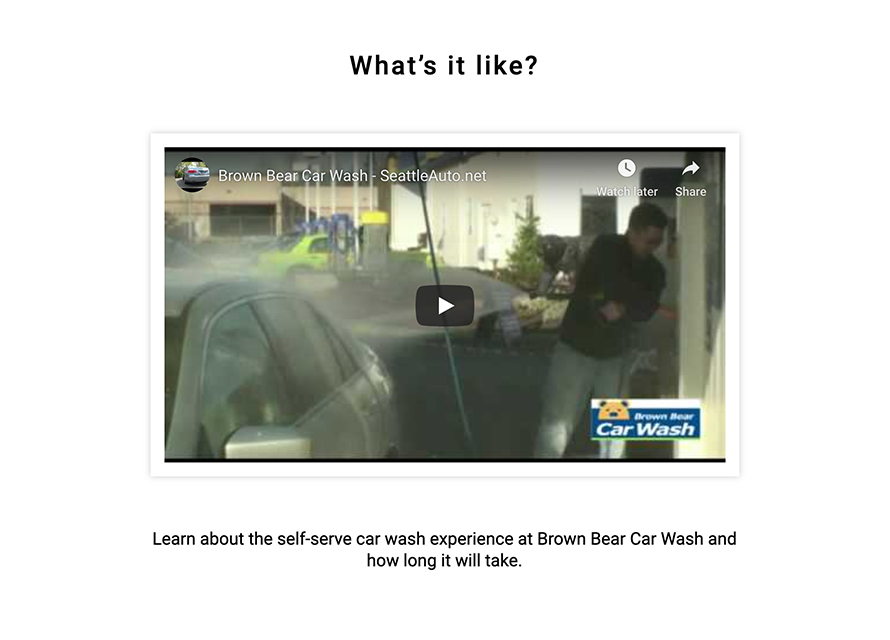 What’s it like?
Brown Bear Car Wash - SeattleAuto.net
Watch later
Share
Brown Bear
Car Wash
Learn about the self-serve car wash experience at Brown Bear Car Wash and
how long it will take.